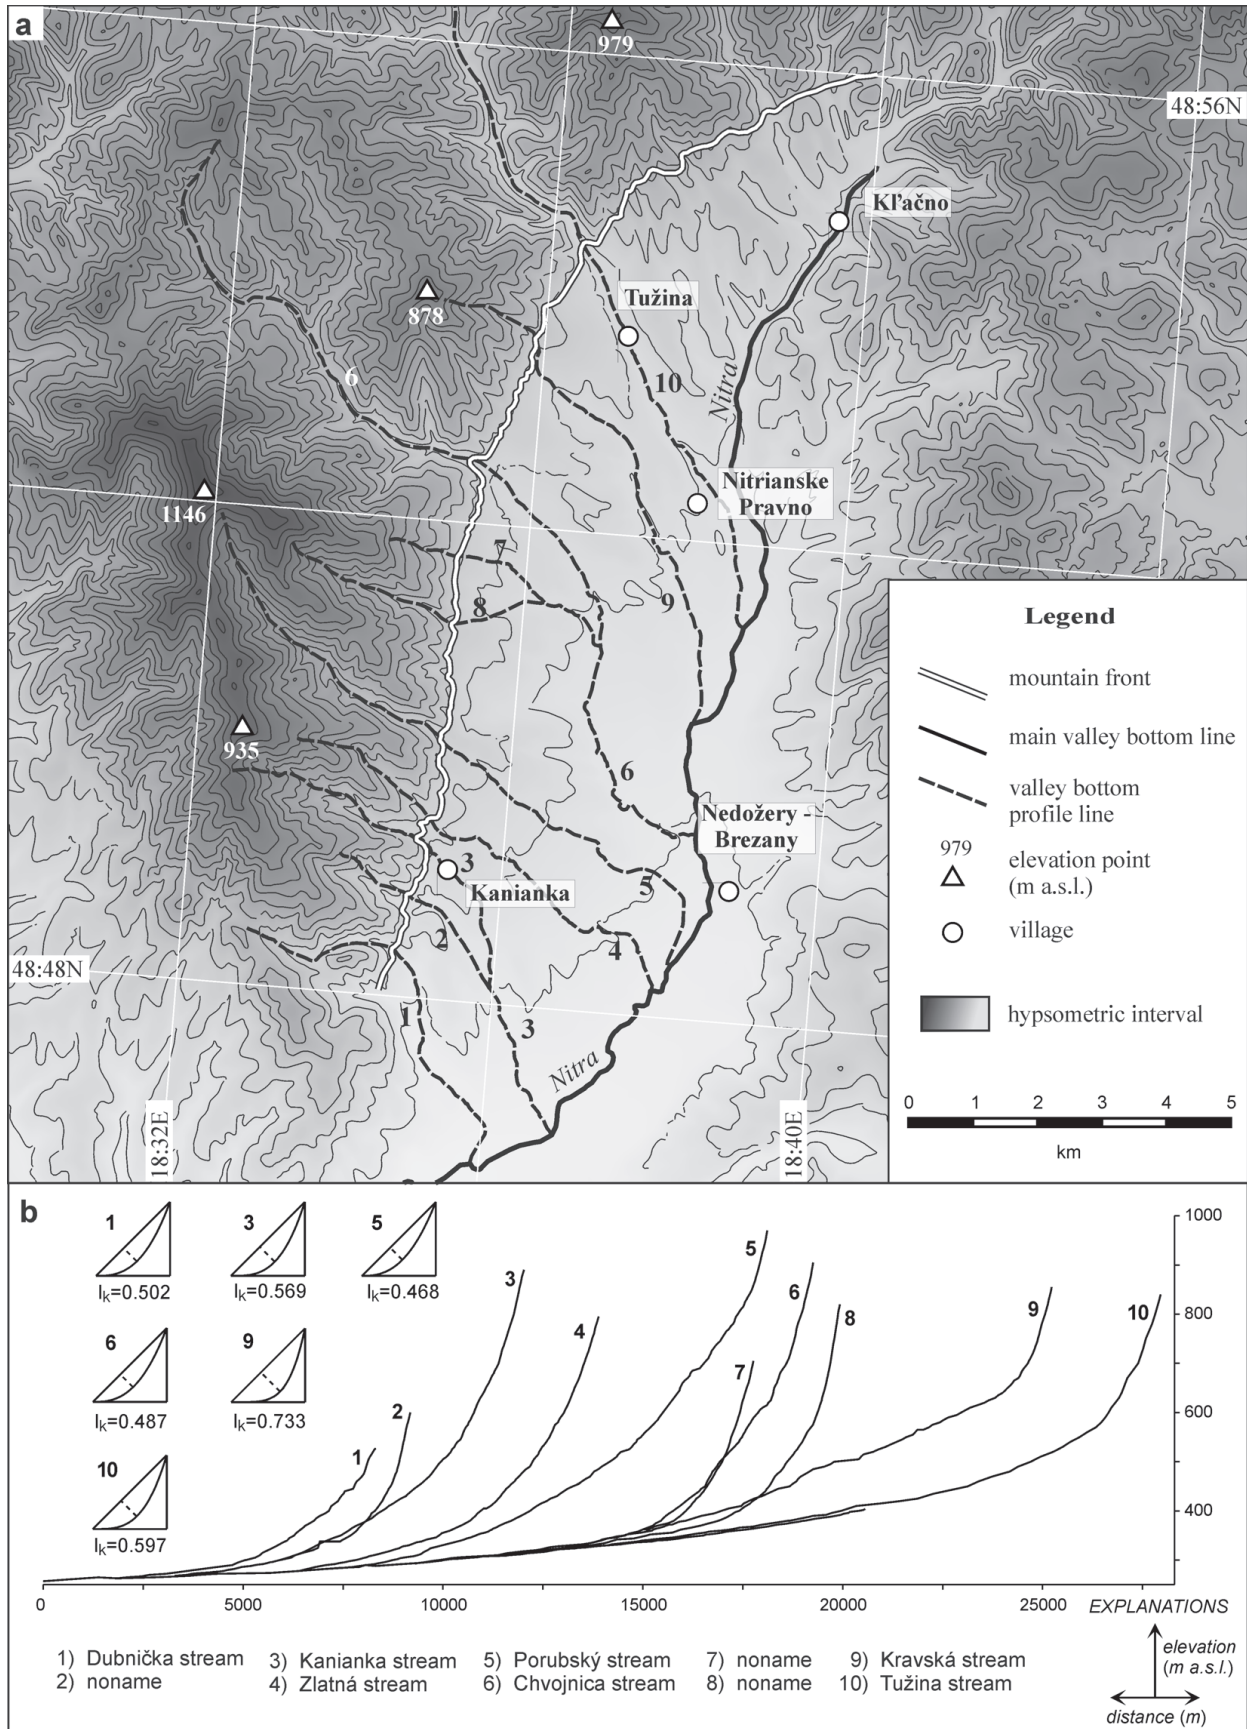 a
979
48:56N
Kľačno
Tužina
878
6
10
Nitra
Nitrianske
Pravno
1146
7
8
9
Legend
mountain front
main valley bottom line
valley bottom
profile line
979
elevation point
(m a.s.l.)
village
hypsometric interval
0 1 2 3 4 5
km
935
6
Nedožery -
Brezany
3
Kanianka
5
2
4
48:48N
1
3
Nitra
18:32E
18:40E
b
1
Ik=0.502
3
Ik=0.569
5
Ik=0.468
6
Ik=0.487
9
Ik=0.733
10
Ik=0.597
1
2
3
4
5
6
7
8
9
10
1000
800
600
400
0 5000 10000 15000 20000 25000
EXPLANATIONS
elevation
(m a.s.l.)
distance (m)
1) Dubnička stream
2) noname
3) Kanianka stream
4) Zlatná stream
5) Porubský stream
6) Chvojnica stream
7) noname
8) noname
9) Kravská stream
10) Tužina stream